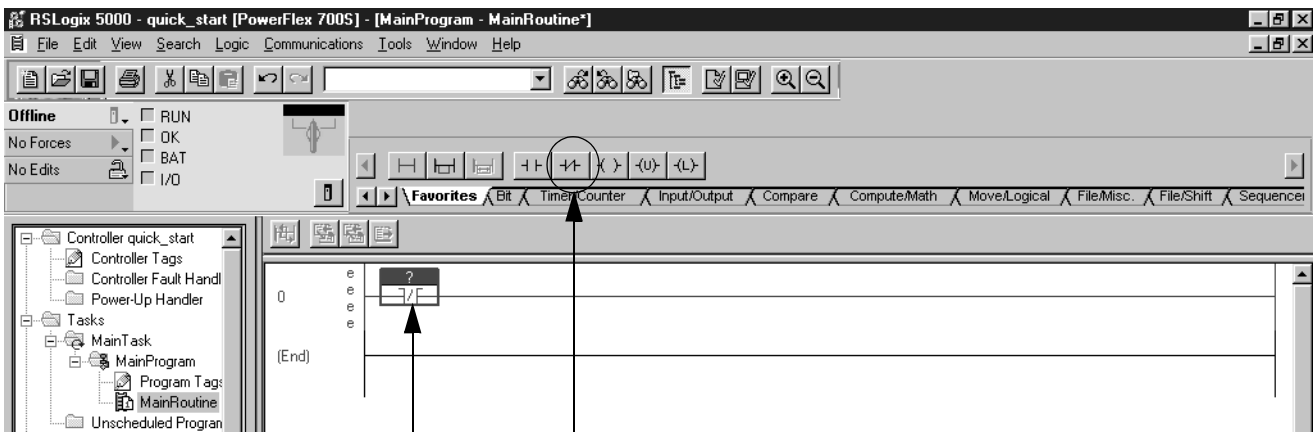 RSLogix 5000 - quick_start [PowerFlex 700S] - [MainProgram - MainRoutine*]
File Edit View Search Logic Communications Tools Window Help
Offline
RUN
No Forces
OK
No Edits
BAT
I/O
Favorites Bit Timer/Counter Input/Output Compare Compute/Math Move/Logical File/Misc. File/Shift Sequencer
Controller quick_start
Controller Tags
Controller Fault Handl
Power-Up Handler
Tasks
MainTask
MainProgram
Program Tags
MainRoutine
Unscheduled Program
0
e
e
e
e
?
(End)